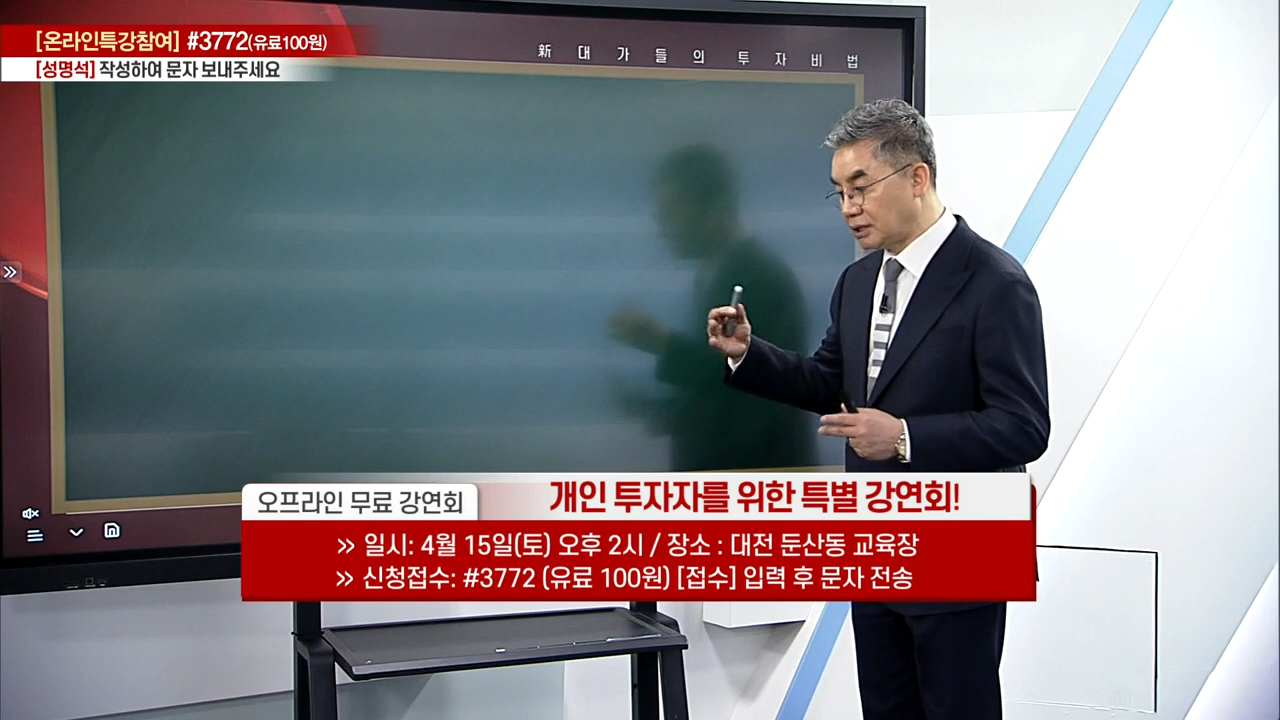 [온라인특강참여] #3772(유료100원)
[성명석] 작성하여 문자 보내주세요
新 대가들의 투자비법
오프라인 무료 강연회
개인 투자자를 위한 특별 강연회!
» 일시: 4월 15일(토) 오후 2시 / 장소 : 대전 둔산동 교육장
» 신청접수: #3772 (유료 100원) [접수] 입력 후 문자 전송